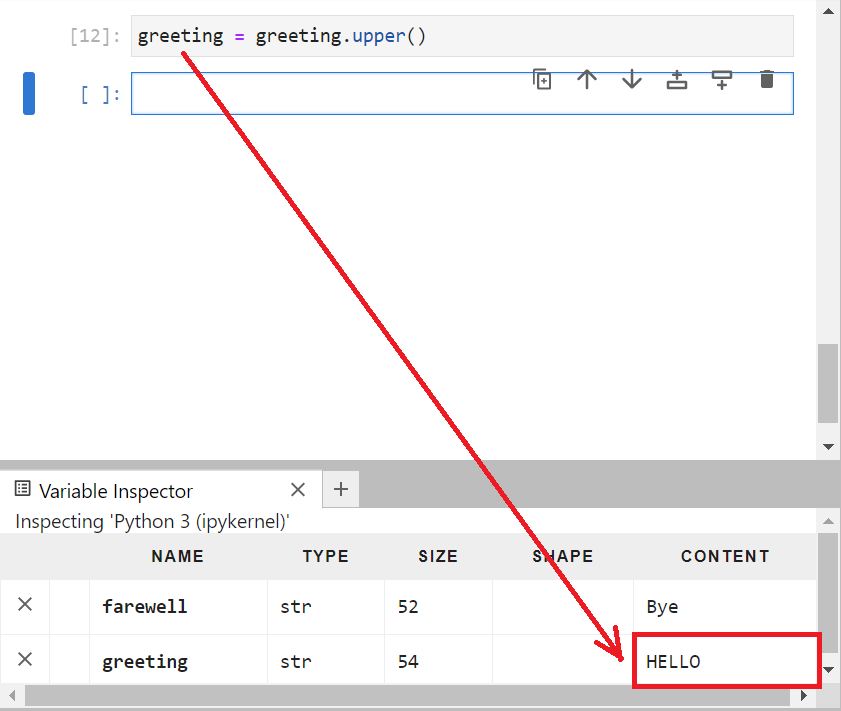 [12]: greeting = greeting.upper()
[ ]:
Variable Inspector
Inspecting 'Python 3 (ipykernel)'
NAME TYPE SIZE SHAPE CONTENT
farewell str 52 Bye
greeting str 54 HELLO